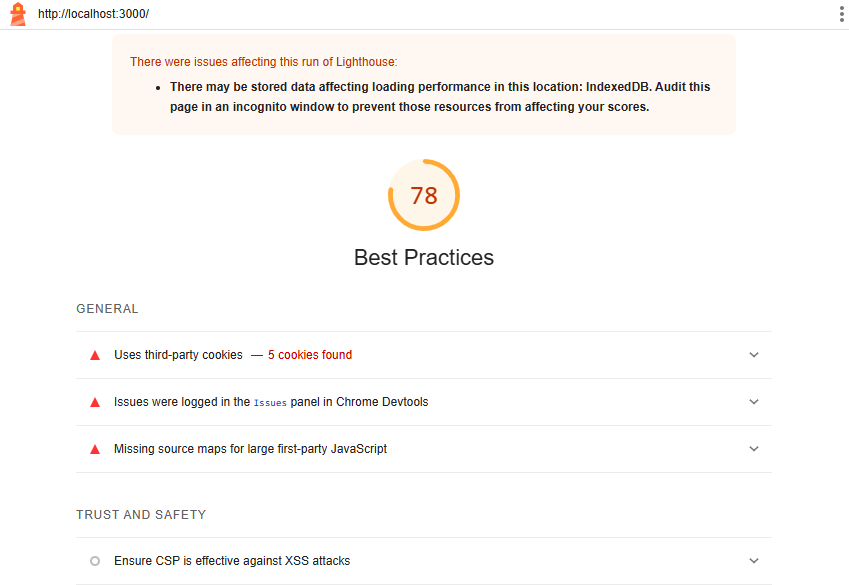 http://localhost:3000/
There were issues affecting this run of Lighthouse:
There may be stored data affecting loading performance in this location: IndexedDB. Audit this
page in an incognito window to prevent those resources from affecting your scores.
78
Best Practices
GENERAL
Uses third-party cookies — 5 cookies found
Issues were logged in the Issues panel in Chrome Devtools
Missing source maps for large first-party JavaScript
TRUST AND SAFETY
Ensure CSP is effective against XSS attacks